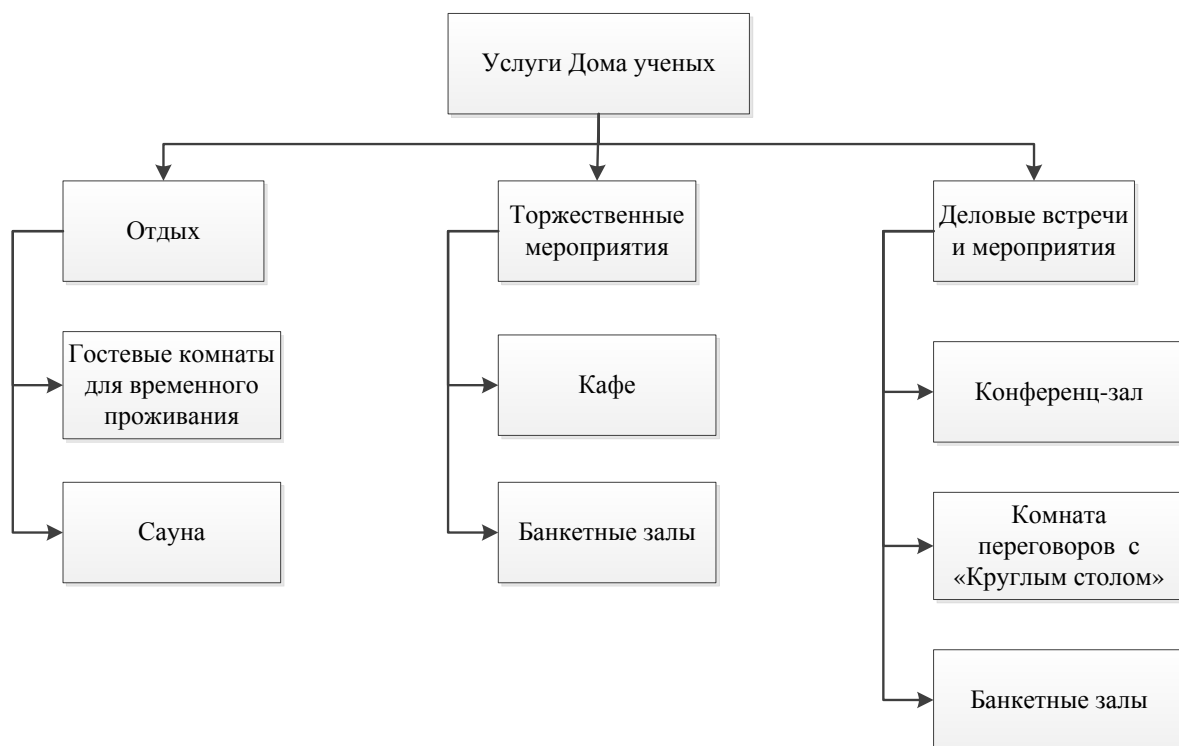 Услуги Дома ученых
Отдых
Торжественные
мероприятия
Деловые встречи
и мероприятия
Гостевые комнаты
для временного
проживания
Кафе
Конференц-зал
Сауна
Банкетные залы
Комната
переговоров с
«Круглым столом»
Банкетные залы